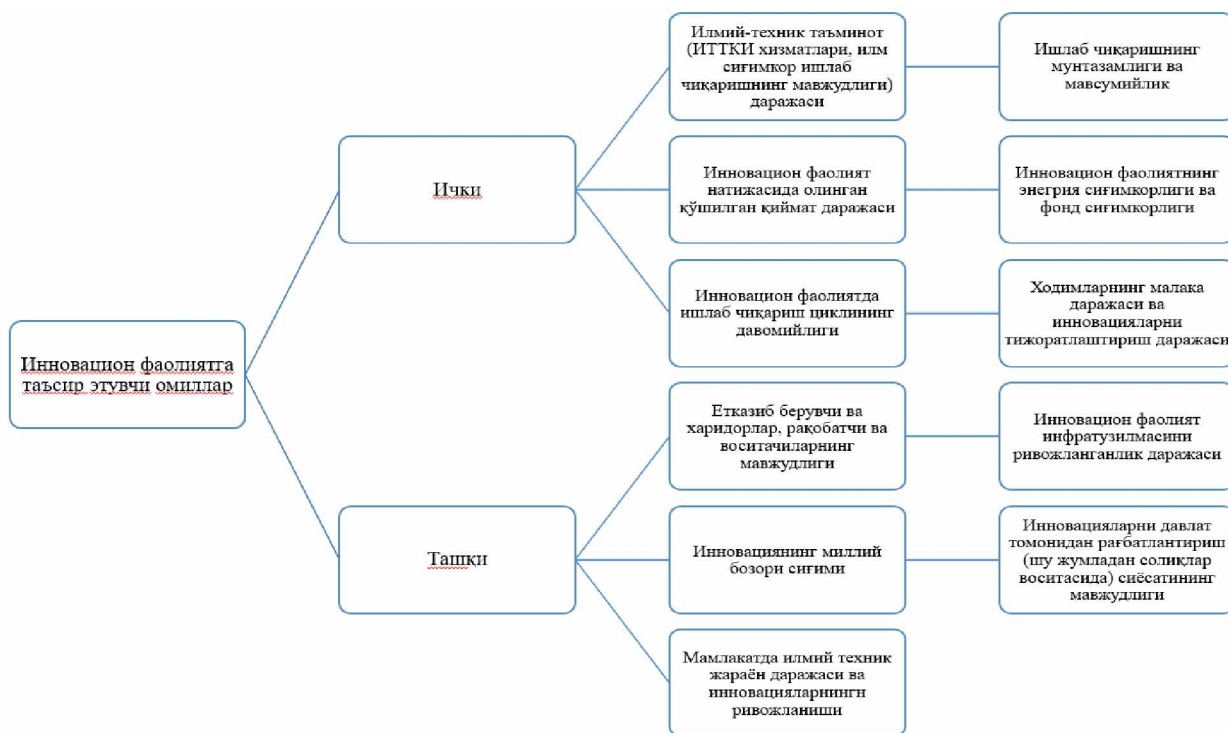 Инновацион фаолиятга
таъсир этувчи омиллар
Ички
Илмий-техник таъминот
(ИТТКИ хизматлари, илм
сиғимкор ишлаб
чиқаришнинг мавжудлиги)
даражаси
Ишлаб чиқаришнинг
мунтазамлиги ва
мавсумийлик
Инновацион фаолият
натижасида олинган
қўшилган қиймат даражаси
Инновацион фаолиятнинг
энегрия сиғимкорлиги ва
фонд сиғимкорлиги
Инновацион фаолиятда
ишлаб чиқариш циклининг
давомийлиги
Ходимларнинг малака
даражаси ва
инновацияларни
тижоратлаштириш даражаси
Ташқи
Етказиб берувчи ва
харидорлар, рақобатчи ва
воситачиларнинг
мавжудлиги
Инновацион фаолият
инфратузилмасини
ривожланганлик даражаси
Инновациянинг миллий
бозори сиғими
Инновацияларни давлат
томонидан рағбатлантириш
(шу жумладан солиқлар
воситасида) сиёсатининг
мавжудлиги
Мамлакатда илмий техник
жараён даражаси ва
инновацияларнингн
ривожланиши